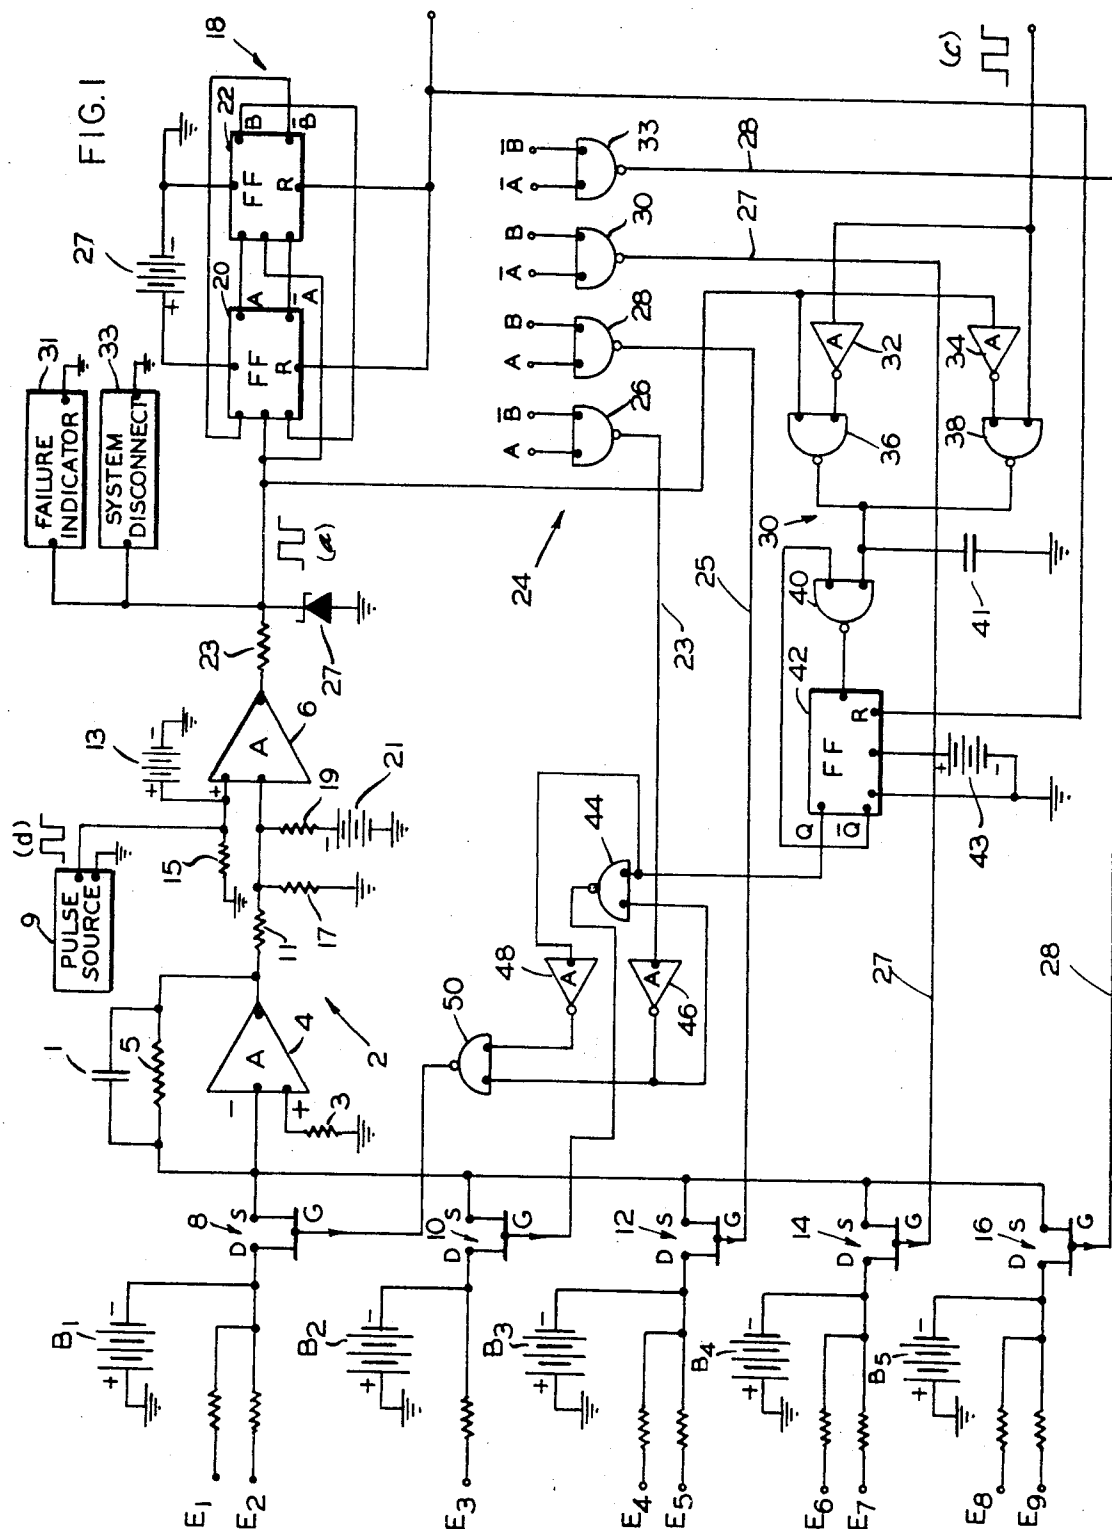 FIG. 1
18
27
+
-
22
FF
R
B
B̅
20
FF
R
A
A̅
31
FAILURE
INDICATOR
33
SYSTEM
DISCONNECT
(a)
23
27
13
+
-
6
A
+
(d)
9
PULSE
SOURCE
15
19
21
-
17
11
1
5
4
A
-
+
3
2
24
A
B̅
26
A
B
28
A̅
B
30
A̅
B̅
33
28
27
25
23
(c)
A
32
A
34
36
38
30
40
41
42
FF
R
Q
Q̅
43
+
-
44
A
48
A
46
50
27
28
B1
-
+
8
D
S
G
E1
E2
B2
-
+
10
D
S
G
E3
B3
-
+
12
D
S
G
E4
E5
B4
-
+
14
D
S
G
E6
E7
B5
-
+
16
D
S
G
E8
E9